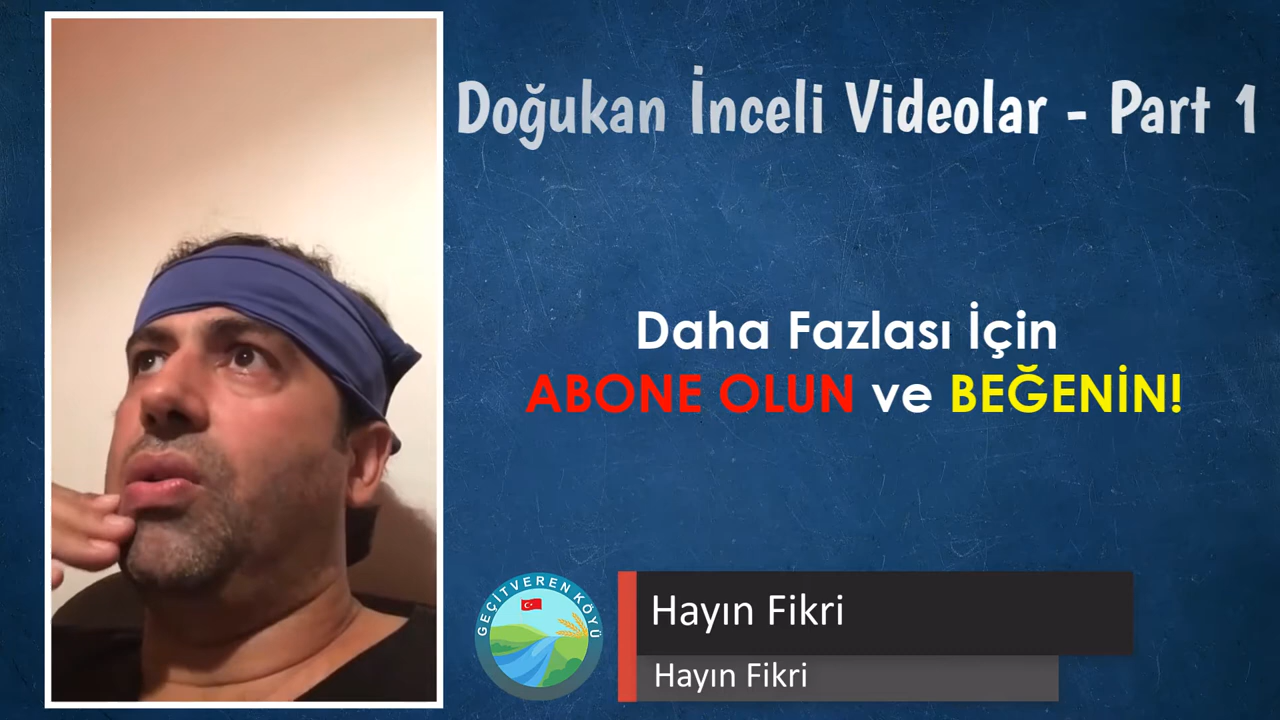 Doğukan İnceli Videolar - Part 1
Daha Fazlası İçin
ABONE OLUN ve BEĞENİN!
GEÇİTVEREN KÖYÜ
Hayın Fikri
Hayın Fikri